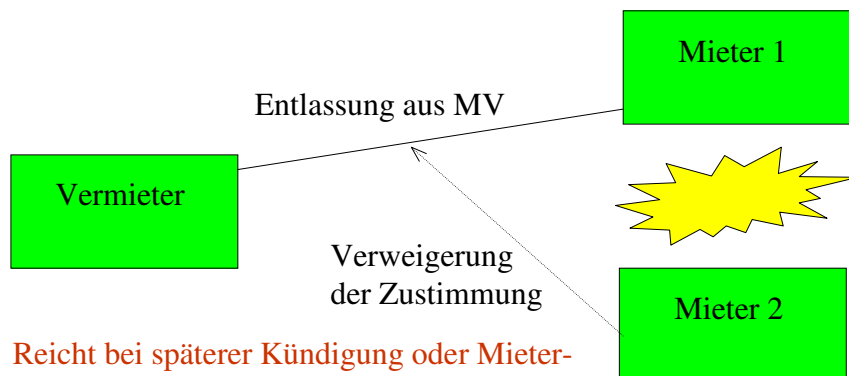 Mieter 1
Entlassung aus MV
Vermieter
Verweigerung
der Zustimmung
Mieter 2
Reicht bei späterer Kündigung oder Mieter-